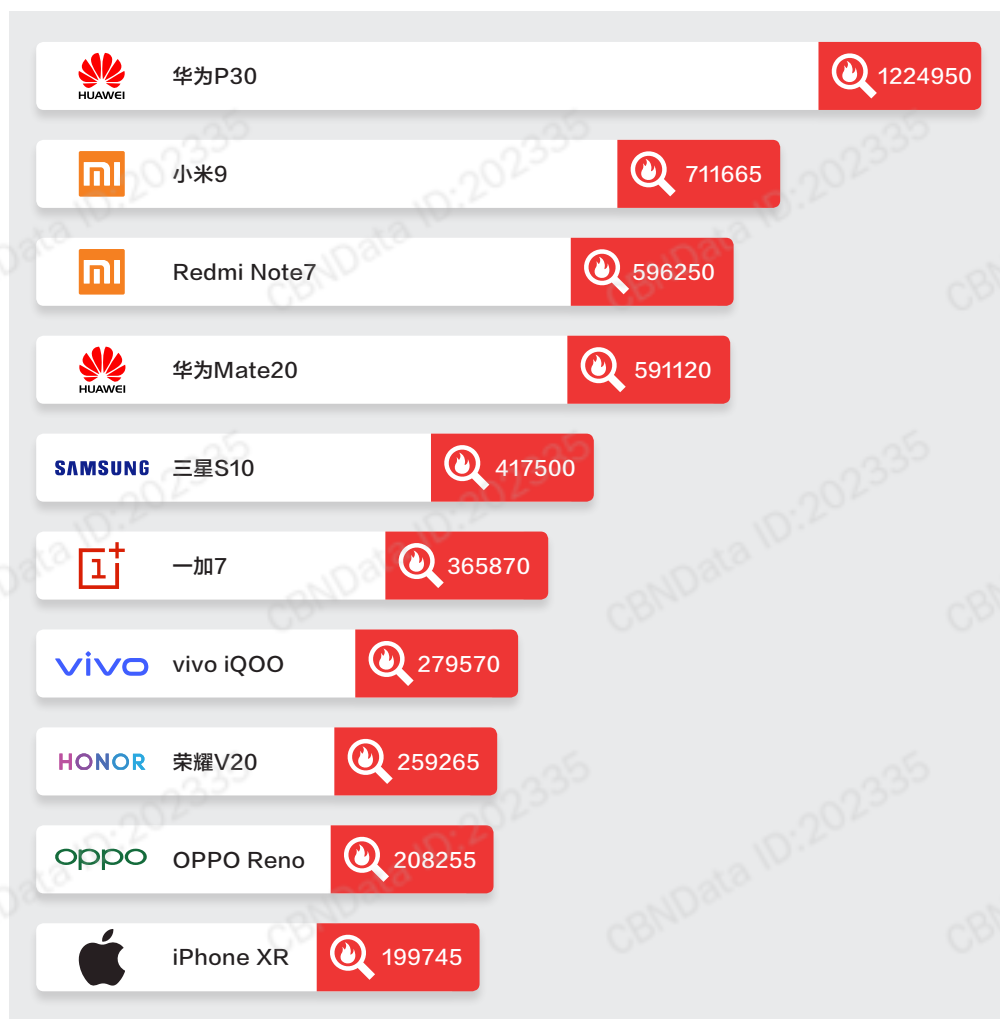 HUAWEI 华为P30 1224950
小米9 711665
Redmi Note7 596250
HUAWEI 华为Mate20 591120
SAMSUNG 三星S10 417500
一加7 365870
vivo vivo iQOO 279570
HONOR 荣耀V20 259265
oppo OPPO Reno 208255
iPhone XR 199745
CBNData ID:202335